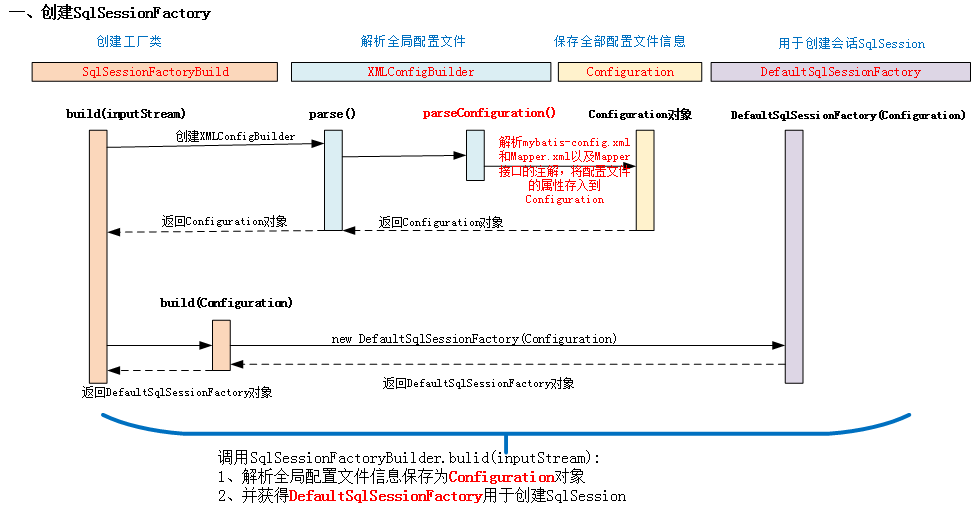 一、创建SqlSessionFactory
创建工厂类
解析全局配置文件
保存全部配置文件信息
用于创建会话SqlSession
SqlSessionFactoryBuild
XMLConfigBuilder
Configuration
DefaultSqlSessionFactory
build(inputStream)
parse()
parseConfiguration()
Configuration对象
DefaultSqlSessionFactory(Configuration)
创建XMLConfigBuilder
解析mybatis-config.xml
和Mapper.xml以及Mapper
接口的注解，将配置文件
的属性存入到
Configuration
返回Configuration对象
返回Configuration对象
build(Configuration)
new DefaultSqlSessionFactory(Configuration)
返回DefaultSqlSessionFactory对象
返回DefaultSqlSessionFactory对象
调用SqlSessionFactoryBuilder.bulid(inputStream):
1、解析全局配置文件信息保存为Configuration对象
2、并获得DefaultSqlSessionFactory用于创建SqlSession